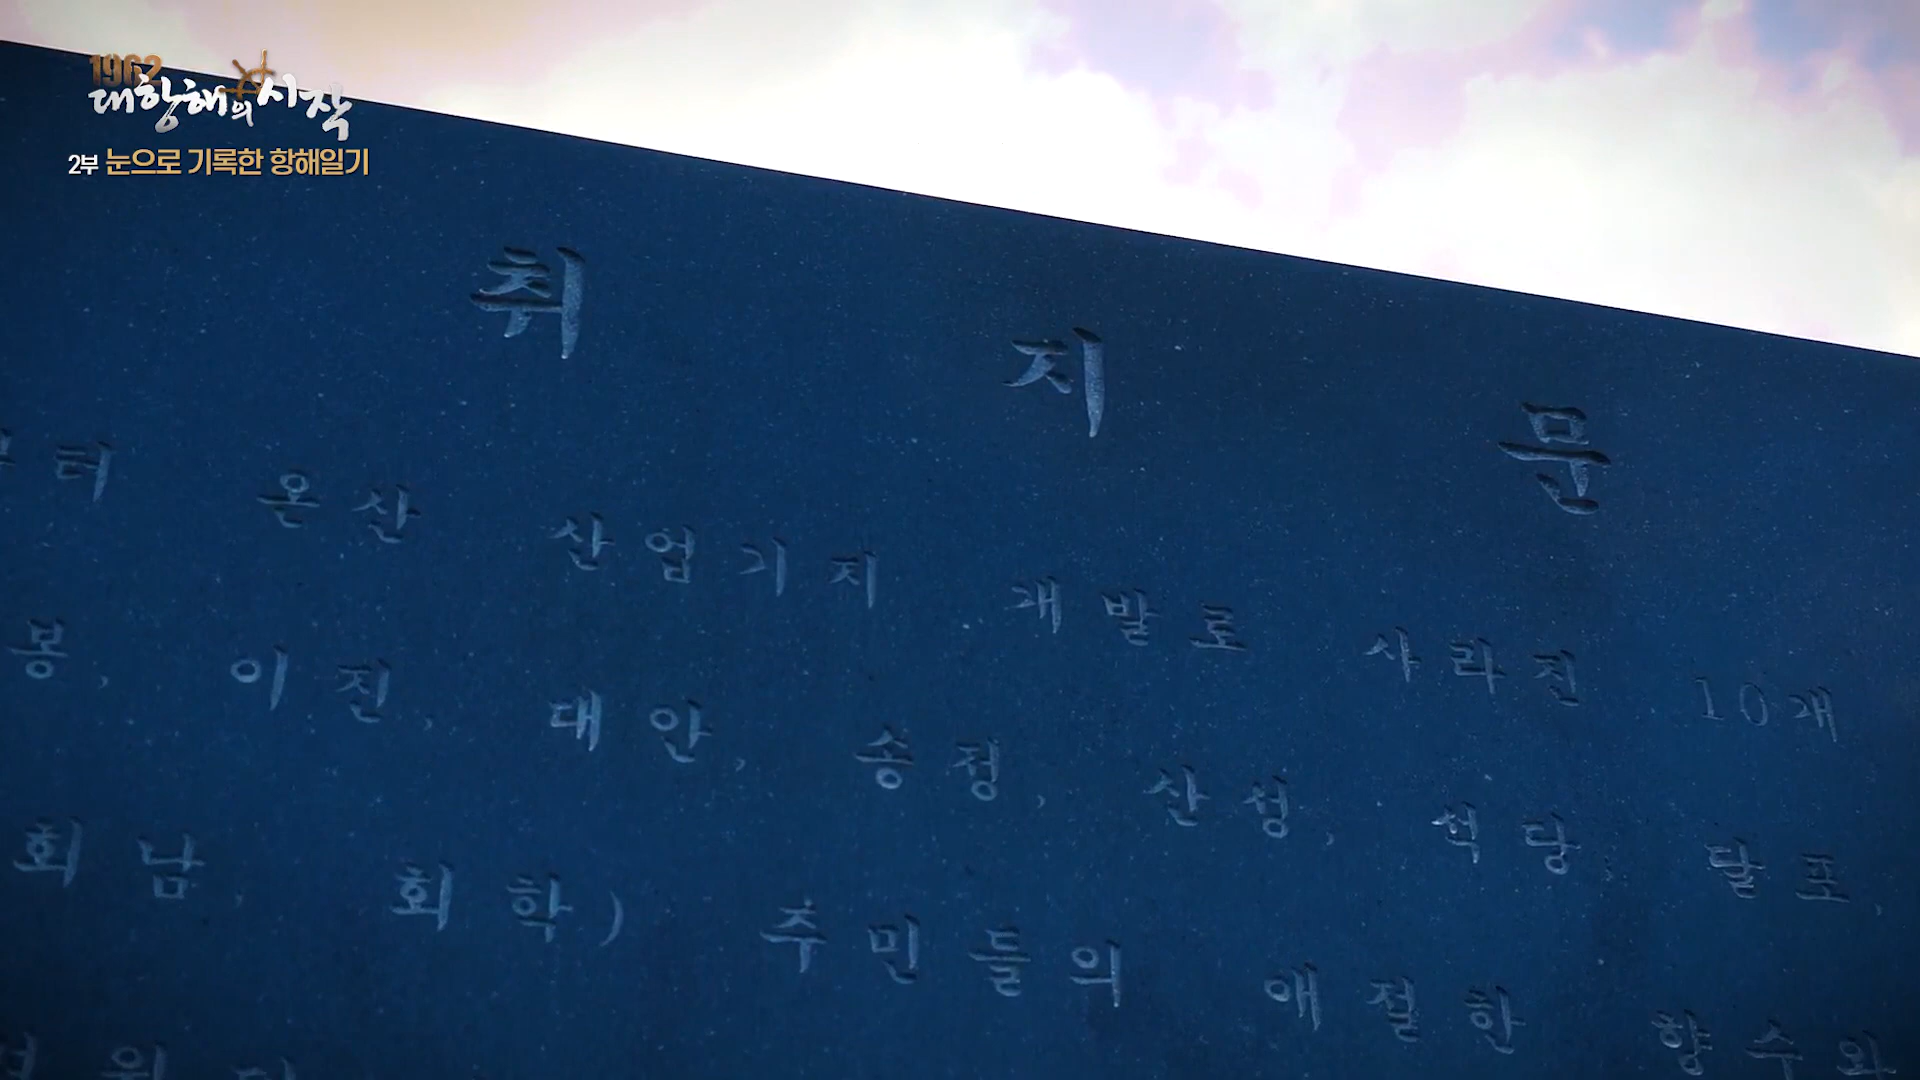 1962
대항해의 시작
2부 눈으로 기록한 항해일기
취지문
온산 산업기지 개발로 사라진 10개
봉, 이진, 대안, 송정, 산성, 석당, 달포,
회남, 회학) 주민들의 애절한 향수와